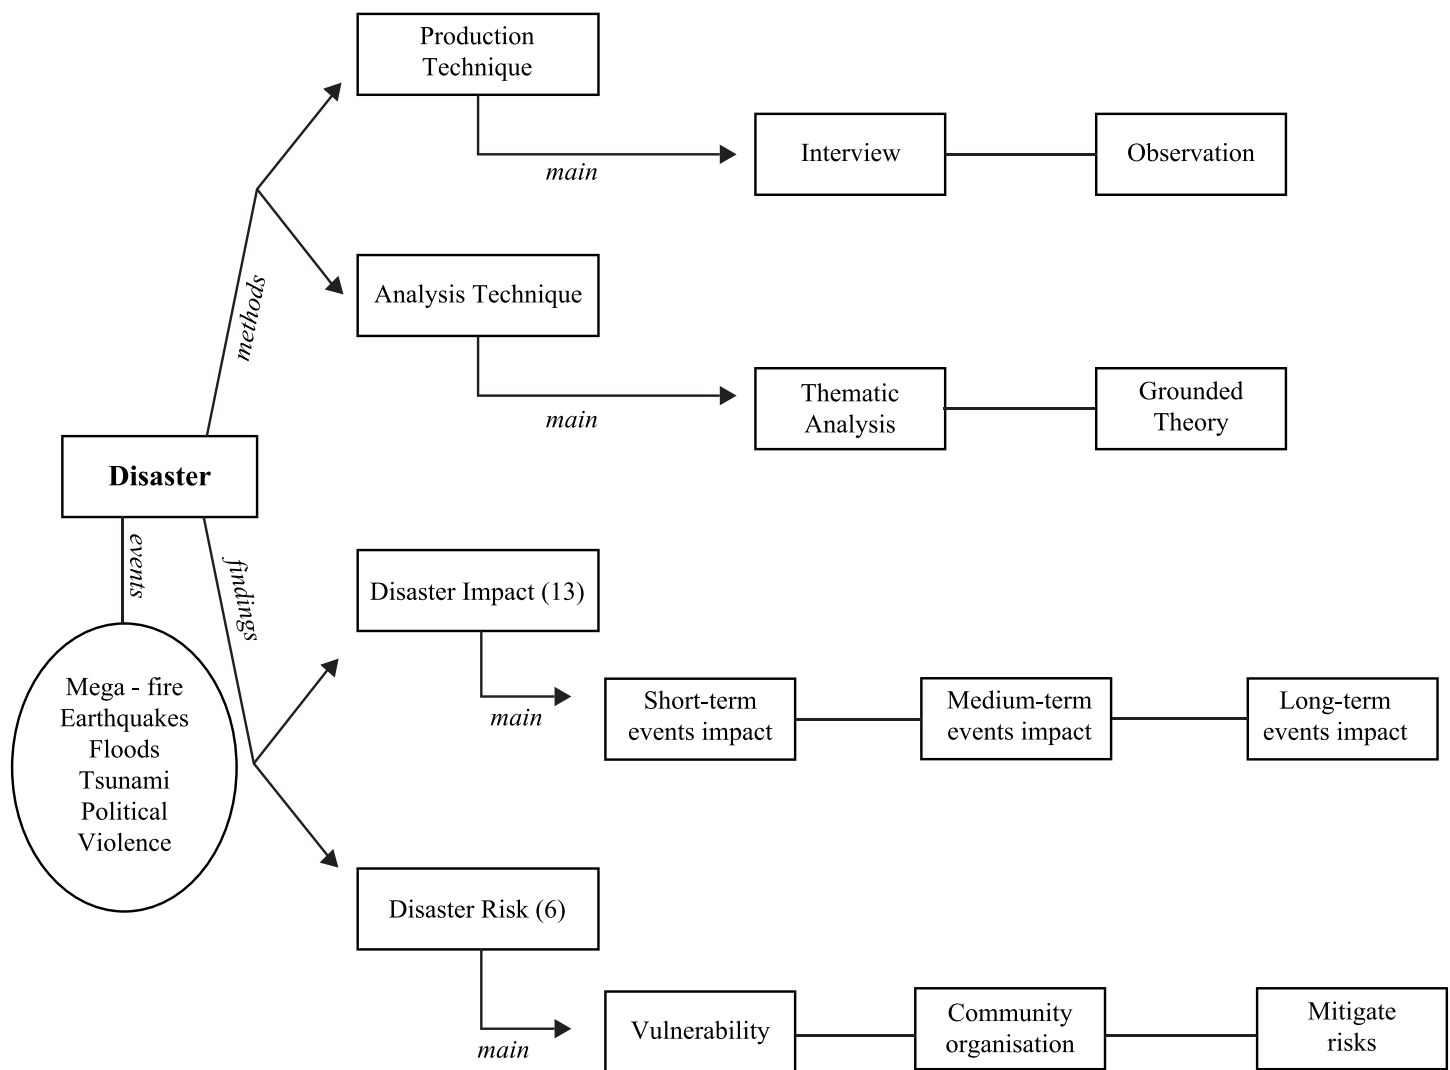 Production
Technique
main
Interview
Observation
methods
Analysis Technique
main
Thematic
Analysis
Grounded
Theory
Disaster
events
findings
Mega - fire
Earthquakes
Floods
Tsunami
Political
Violence
Disaster Impact (13)
main
Short-term
events impact
Medium-term
events impact
Long-term
events impact
Disaster Risk (6)
main
Vulnerability
Community
organisation
Mitigate
risks